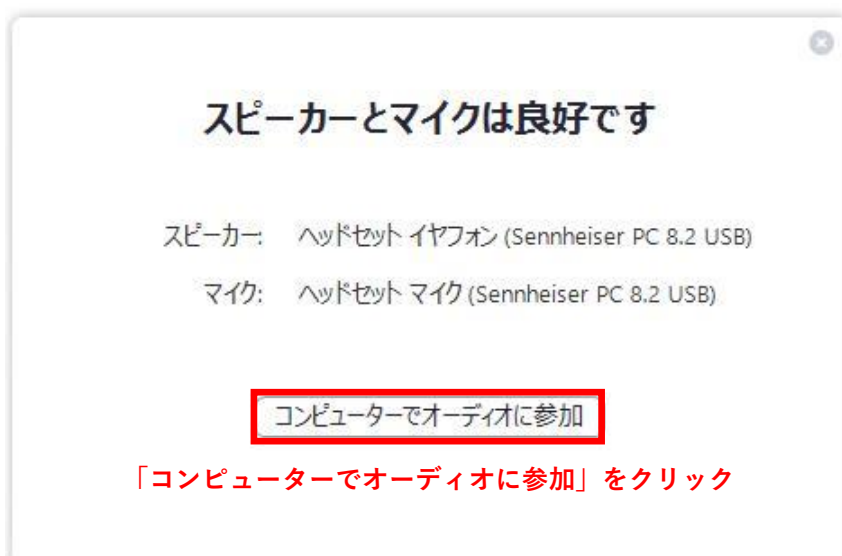 スピーカーとマイクは良好です
スピーカー: ヘッドセット イヤフォン (Sennheiser PC 8.2 USB)
マイク: ヘッドセット マイク (Sennheiser PC 8.2 USB)
コンピューターでオーディオに参加
「コンピューターでオーディオに参加」をクリック